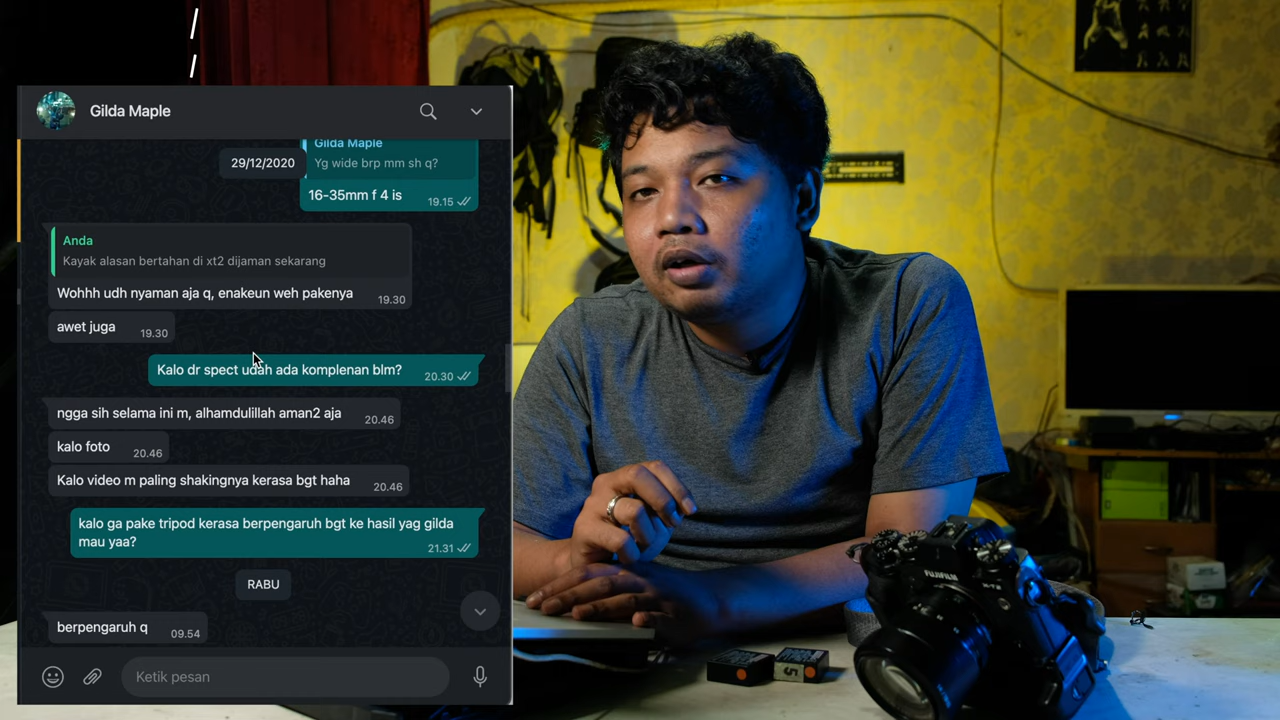 Gilda Maple
Gilda Maple
29/12/2020
Yg wide brp mm sh q?
16-35mm f 4 is
19.15
Anda
Kayak alasan bertahan di xt2 dijaman sekarang
Wohhh udh nyaman aja q, enakeun weh pakenya
19.30
awet juga
19.30
Kalo dr spect udah ada komplenan blm?
20.30
ngga sih selama ini m, alhamdulillah aman2 aja
20.46
kalo foto
20.46
Kalo video m paling shakingnya kerasa bgt haha
20.46
kalo ga pake tripod kerasa berpengaruh bgt ke hasil yag gilda
mau yaa?
21.31
RABU
berpengaruh q
09.54
Ketik pesan
FUJIFILM
X-T3
5